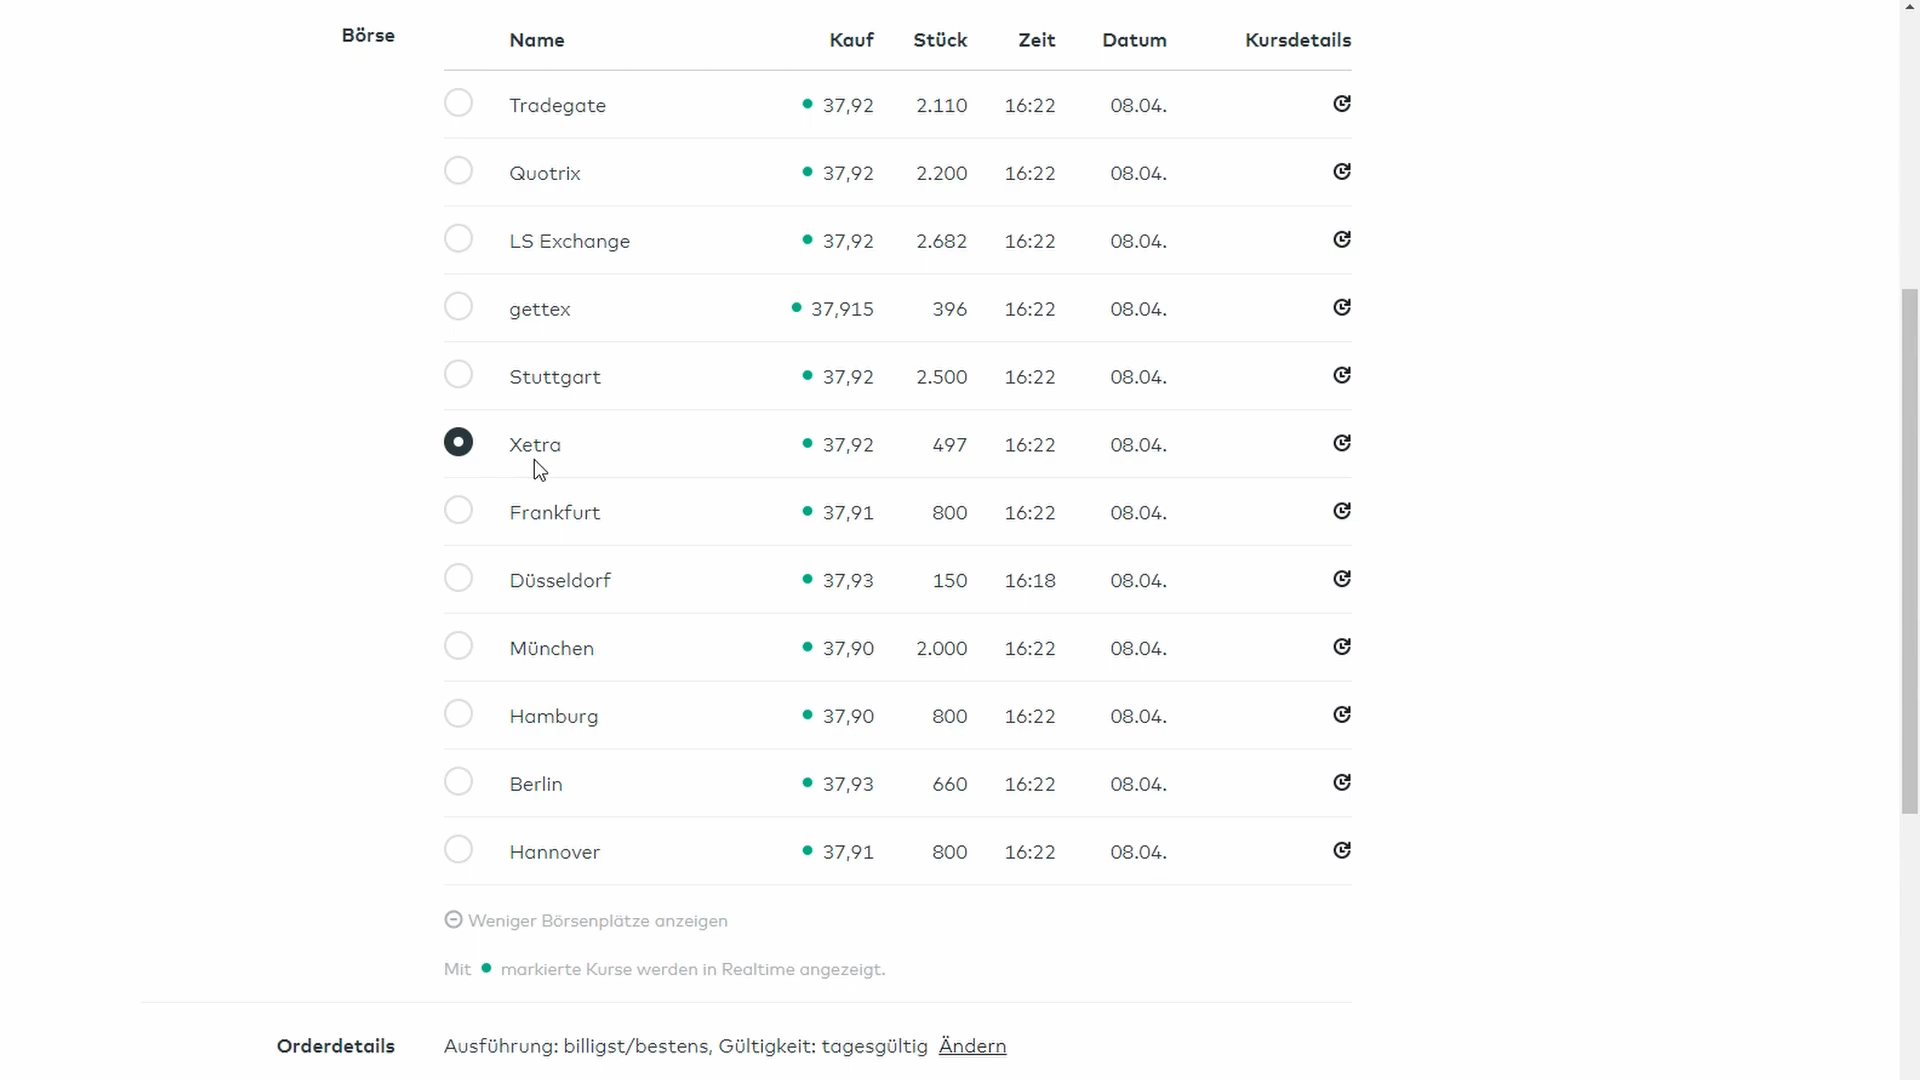 Börse
Name Kauf Stück Zeit Datum Kursdetails
Tradegate 37,92 2.110 16:22 08.04.
Quotrix 37,92 2.200 16:22 08.04.
LS Exchange 37,92 2.682 16:22 08.04.
gettex 37,915 396 16:22 08.04.
Stuttgart 37,92 2.500 16:22 08.04.
Xetra 37,92 497 16:22 08.04.
Frankfurt 37,91 800 16:22 08.04.
Düsseldorf 37,93 150 16:18 08.04.
München 37,90 2.000 16:22 08.04.
Hamburg 37,90 800 16:22 08.04.
Berlin 37,93 660 16:22 08.04.
Hannover 37,91 800 16:22 08.04.
Weniger Börsenplätze anzeigen
Mit markierte Kurse werden in Realtime angezeigt.
Orderdetails Ausführung: billigst/bestens, Gültigkeit: tagesgültig Ändern